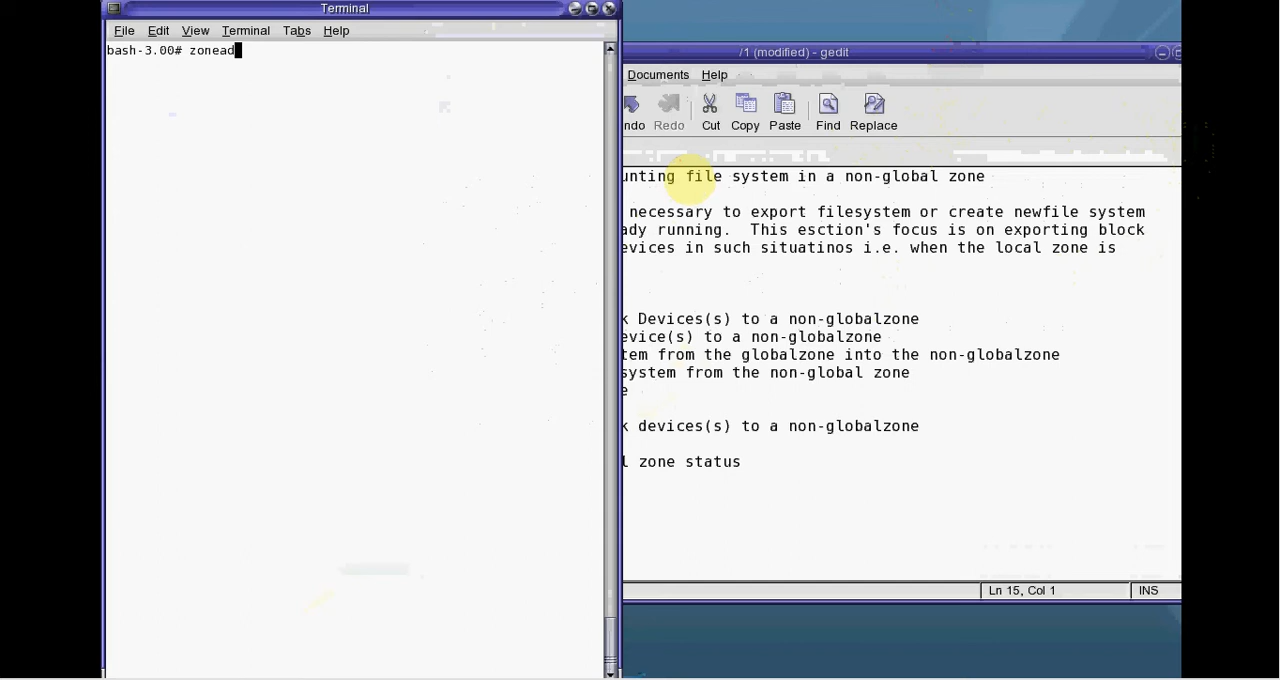 Terminal
File Edit View Terminal Tabs Help
bash-3.00# zonead
/1 (modified) - gedit
Documents Help
ndo Redo Cut Copy Paste Find Replace
unting file system in a non-global zone
necessary to export filesystem or create newfile system
ady running. This esction's focus is on exporting block
evices in such situatinos i.e. when the local zone is
k Devices(s) to a non-globalzone
evice(s) to a non-globalzone
tem from the globalzone into the non-globalzone
system from the non-global zone
e
k devices(s) to a non-globalzone
l zone status
Ln 15, Col 1 INS